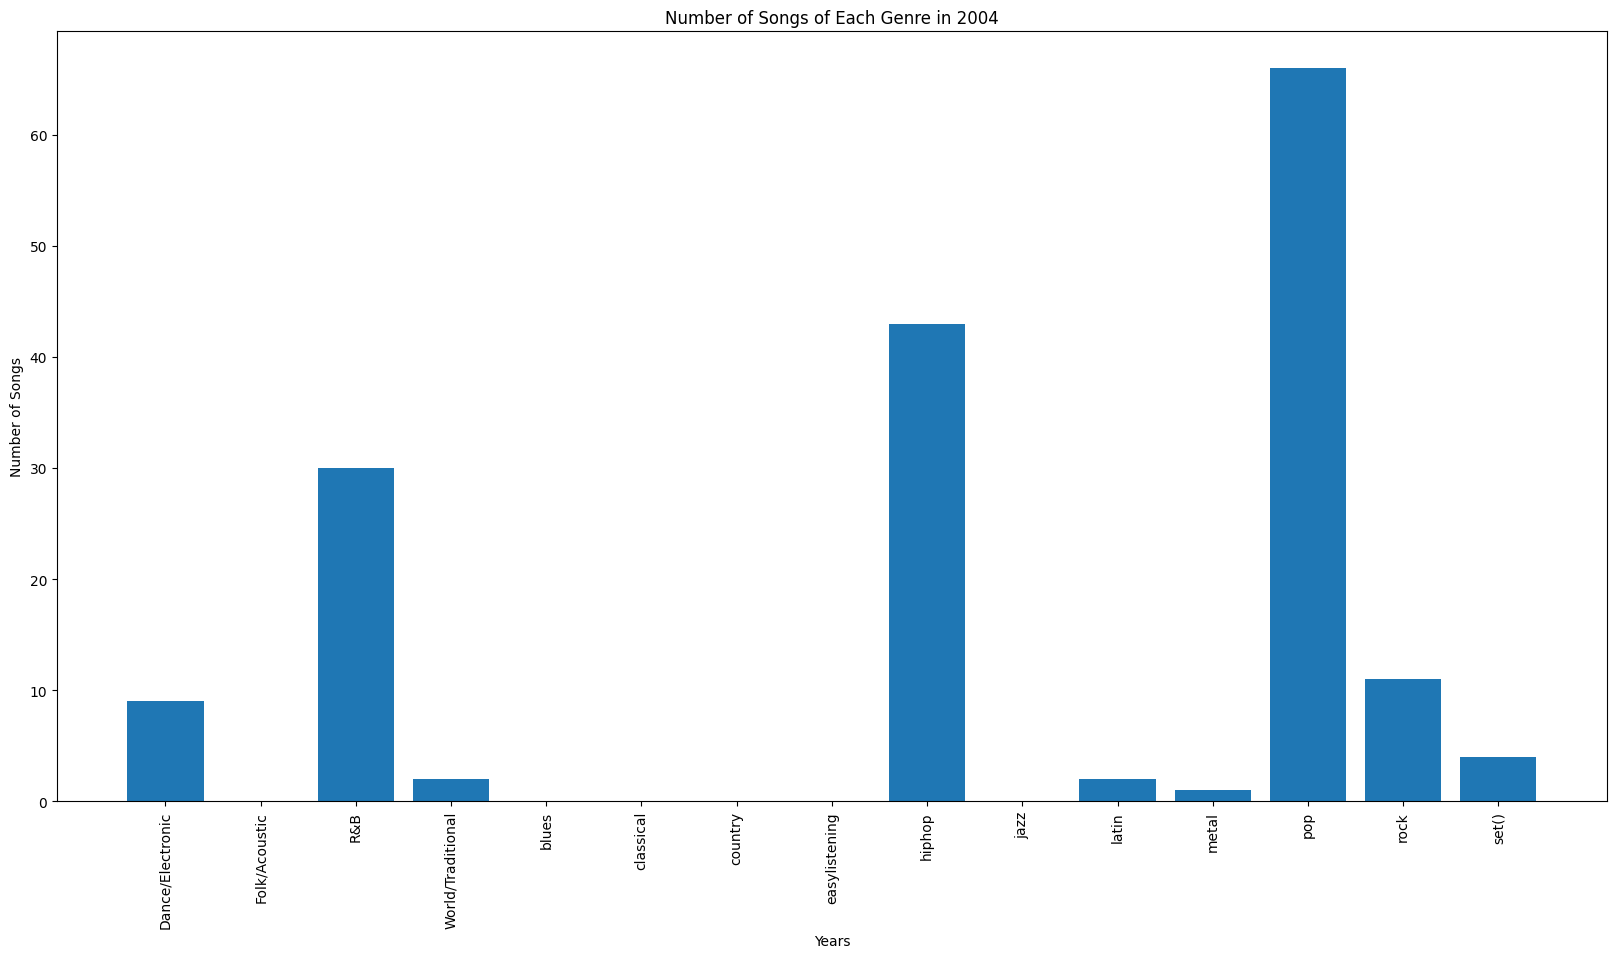 Number of Songs of Each Genre in 2004
Number of Songs
60
50
40
30
20
10
0
Dance/Electronic
Folk/Acoustic
R&B
World/Traditional
blues
classical
country
easylistening
hiphop
jazz
latin
metal
pop
rock
set()
Years